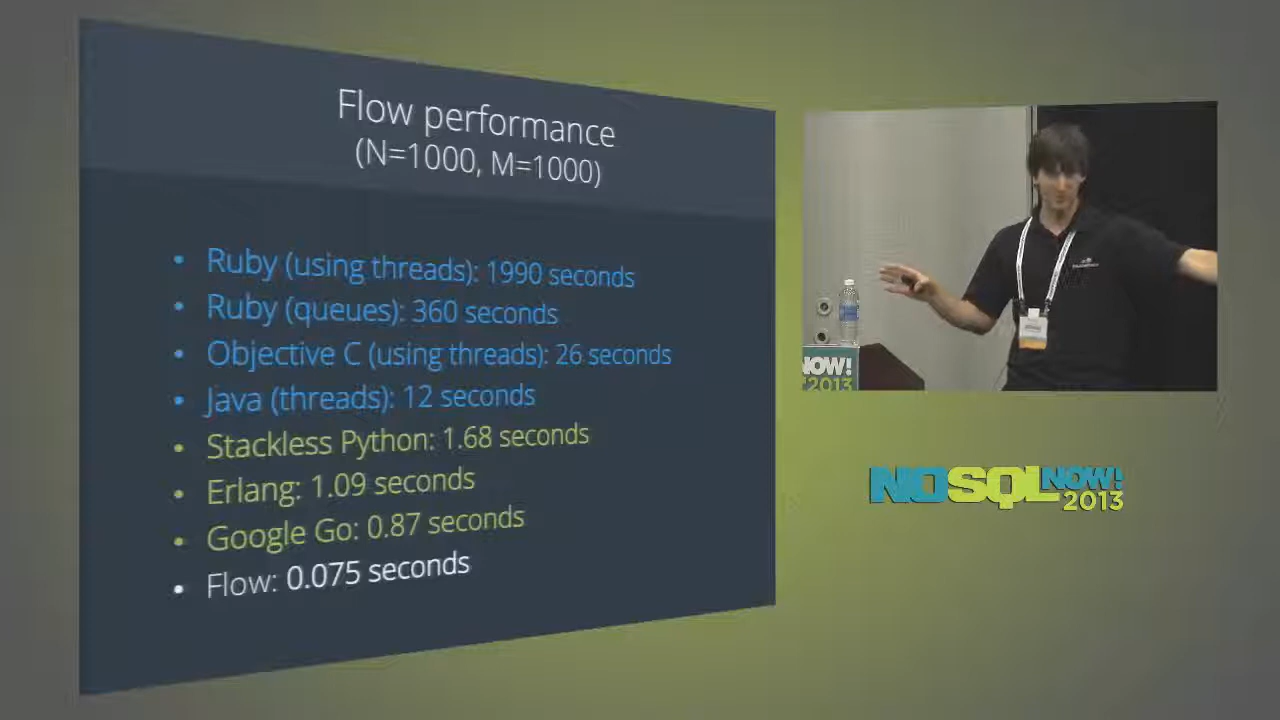 Flow performance
(N=1000, M=1000)
• Ruby (using threads): 1990 seconds
• Ruby (queues): 360 seconds
• Objective C (using threads): 26 seconds
• Java (threads): 12 seconds
• Stackless Python: 1.68 seconds
• Erlang: 1.09 seconds
• Google Go: 0.87 seconds
• Flow: 0.075 seconds
NOW!
2013
NOSQL NOW!
2013